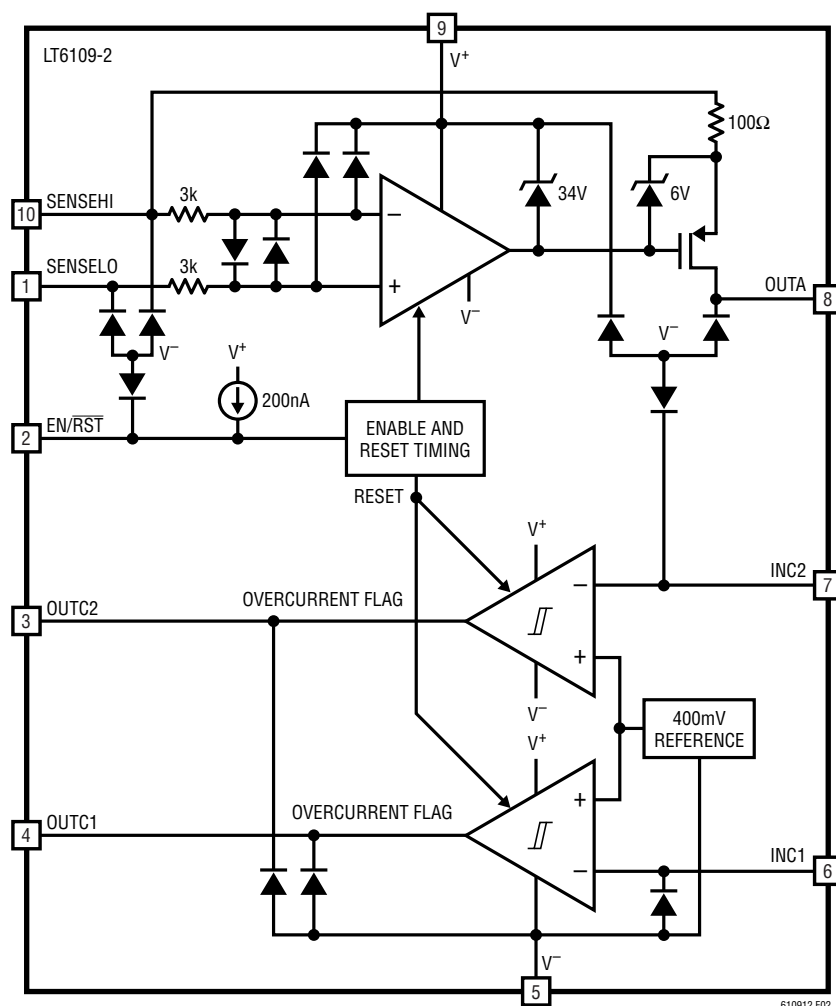 9
LT6109-2
V+
100Ω
34V
6V
3k
10 SENSEHI
−
3k
1 SENSELO
+
OUTA 8
V−
V−
V−
V+
200nA
2 EN/RST
ENABLE AND
RESET TIMING
RESET
V+
INC2 7
−
3 OUTC2
OVERCURRENT FLAG
+
V−
400mV
REFERENCE
V+
+
4 OUTC1
OVERCURRENT FLAG
INC1 6
−
V−
5
610912 F02